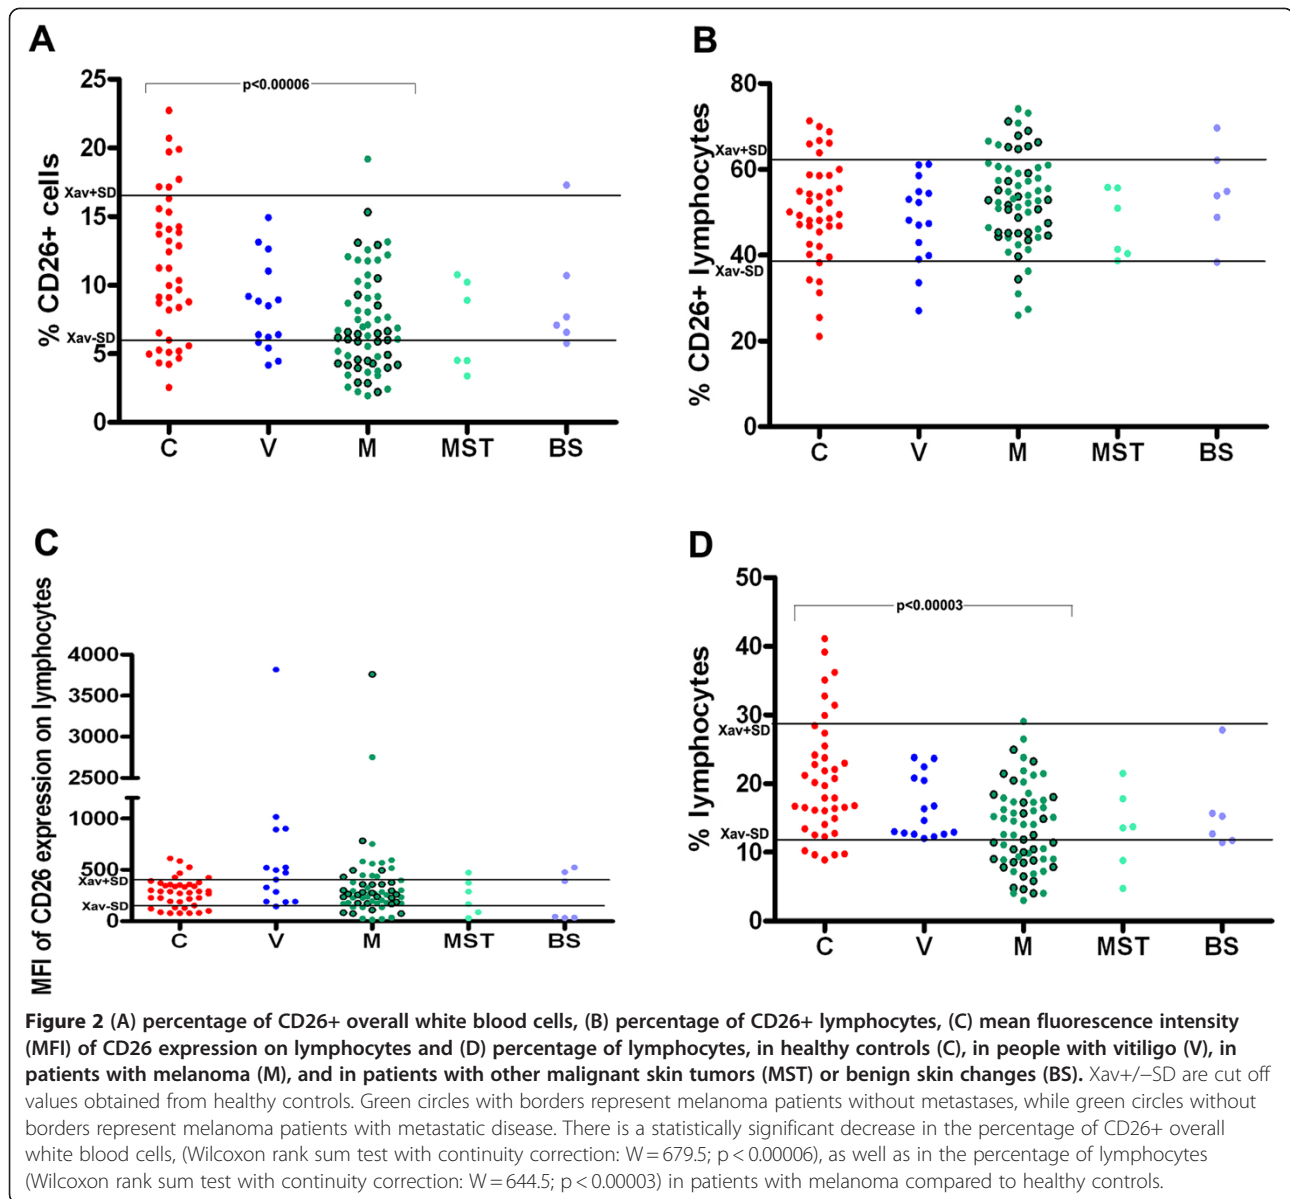 A
% CD26+ cells
25
20
15
10
5
0
p<0.00006
Xav+SD
Xav-SD
C V M MST BS
B
% CD26+ lymphocytes
80
60
40
20
0
Xav+SD
Xav-SD
C V M MST BS
C
MFI of CD26 expression on lymphocytes
4000
3500
3000
2500
1000
500
0
Xav+SD
Xav-SD
C V M MST BS
D
% lymphocytes
50
40
30
20
10
0
p<0.00003
Xav+SD
Xav-SD
C V M MST BS
Figure 2 (A) percentage of CD26+ overall white blood cells, (B) percentage of CD26+ lymphocytes, (C) mean fluorescence intensity
(MFI) of CD26 expression on lymphocytes and (D) percentage of lymphocytes, in healthy controls (C), in people with vitiligo (V), in
patients with melanoma (M), and in patients with other malignant skin tumors (MST) or benign skin changes (BS). Xav+/−SD are cut off
values obtained from healthy controls. Green circles with borders represent melanoma patients without metastases, while green circles without
borders represent melanoma patients with metastatic disease. There is a statistically significant decrease in the percentage of CD26+ overall
white blood cells, (Wilcoxon rank sum test with continuity correction: W = 679.5; p < 0.00006), as well as in the percentage of lymphocytes
(Wilcoxon rank sum test with continuity correction: W = 644.5; p < 0.00003) in patients with melanoma compared to healthy controls.